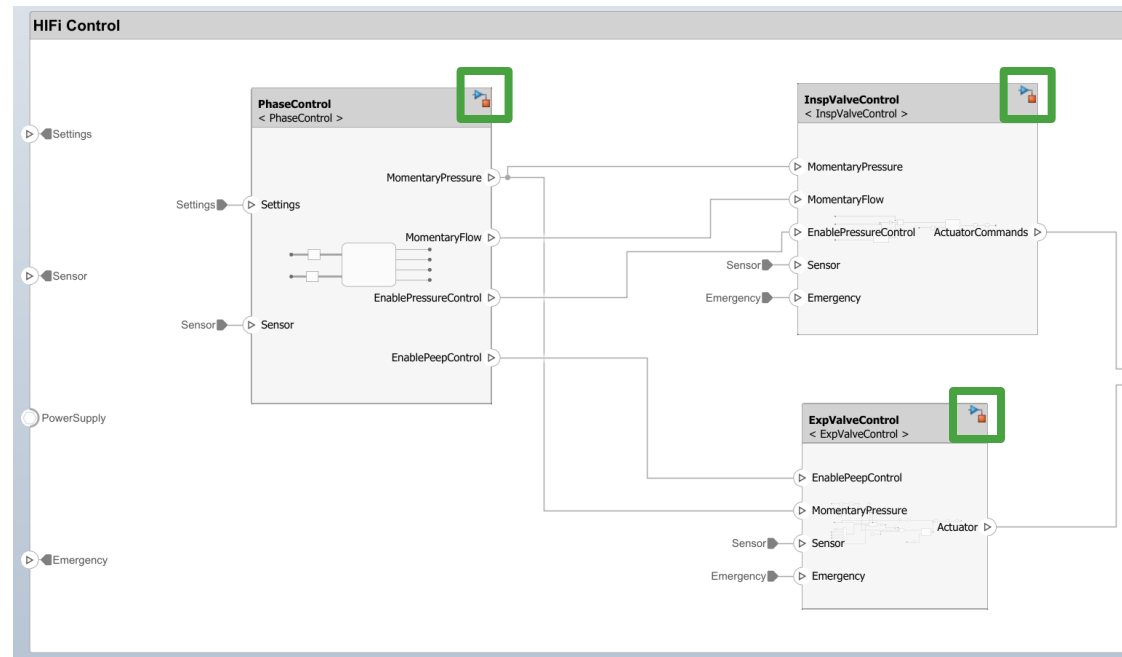 HIFi Control
PhaseControl
< PhaseControl >
InspValveControl
< InspValveControl >
Settings
MomentaryPressure
MomentaryPressure
MomentaryFlow
Settings
Settings
MomentaryFlow
EnablePressureControl
ActuatorCommands
Sensor
Sensor
Sensor
EnablePressureControl
Emergency
Emergency
Sensor
Sensor
EnablePeepControl
PowerSupply
ExpValveControl
< ExpValveControl >
EnablePeepControl
MomentaryPressure
Actuator
Sensor
Sensor
Emergency
Emergency
Emergency